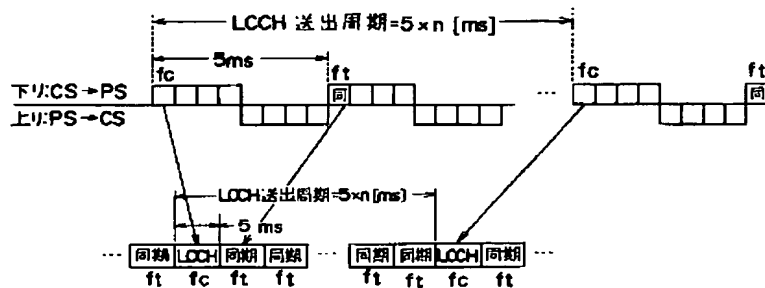 LCCH 送出周期=5×n [ms]
5ms
fc ft fc ft
下り:CS→PS 同 ... 同
上り:PS→CS
LCCH送出周期=5×n[ms]
5 ms
... 同期 LCCH 同期 同期 ... 同期 同期 LCCH 同期 ...
ft fc ft ft ft ft fc ft